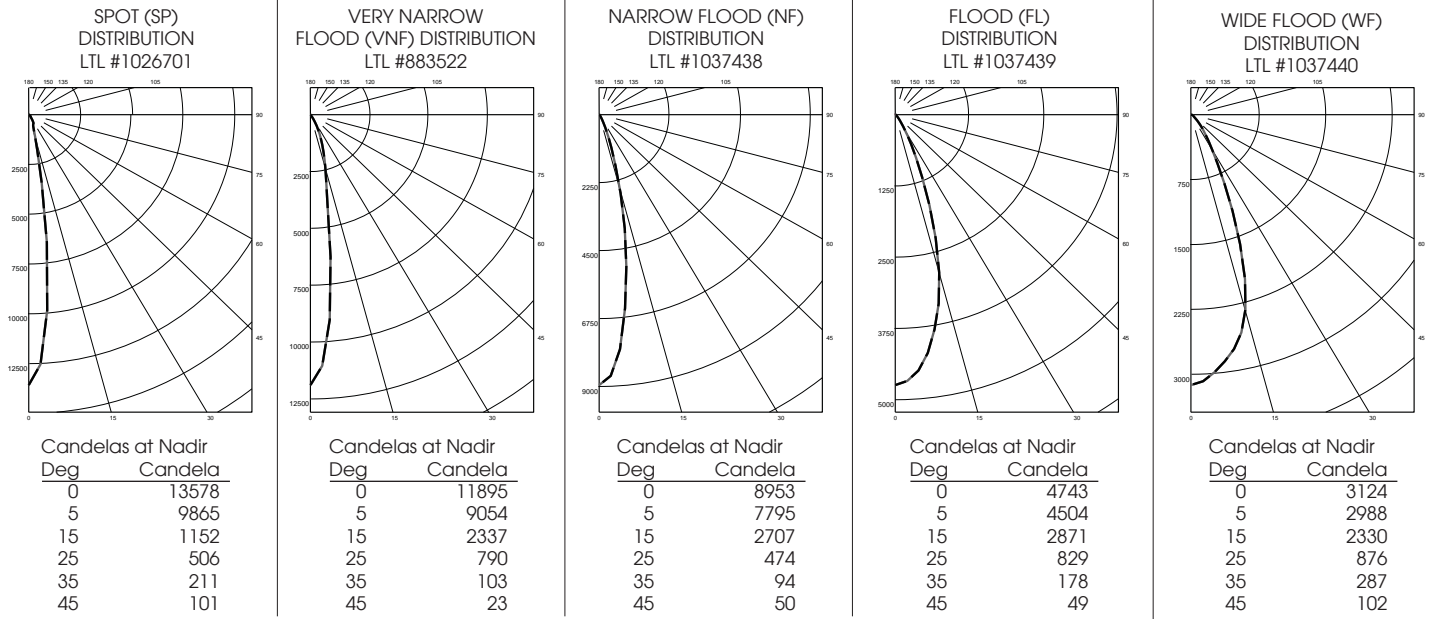 SPOT (SP)
DISTRIBUTION
LTL #1026701
180 150 135 120 105
90
75
60
45
2500
5000
7500
10000
12500
0 15 30
Candelas at Nadir
Deg Candela
0 13578
5 9865
15 1152
25 506
35 211
45 101
VERY NARROW
FLOOD (VNF) DISTRIBUTION
LTL #883522
180 150 135 120 105
90
75
60
45
2500
5000
7500
10000
12500
0 15 30
Candelas at Nadir
Deg Candela
0 11895
5 9054
15 2337
25 790
35 103
45 23
NARROW FLOOD (NF)
DISTRIBUTION
LTL #1037438
180 150 135 120 105
90
75
60
45
2250
4500
6750
9000
0 15 30
Candelas at Nadir
Deg Candela
0 8953
5 7795
15 2707
25 474
35 94
45 50
FLOOD (FL)
DISTRIBUTION
LTL #1037439
180 150 135 120 105
90
75
60
45
1250
2500
3750
5000
0 15 30
Candelas at Nadir
Deg Candela
0 4743
5 4504
15 2871
25 829
35 178
45 49
WIDE FLOOD (WF)
DISTRIBUTION
LTL #1037440
180 150 135 120 105
90
75
60
45
750
1500
2250
3000
0 15 30
Candelas at Nadir
Deg Candela
0 3124
5 2988
15 2330
25 876
35 287
45 102